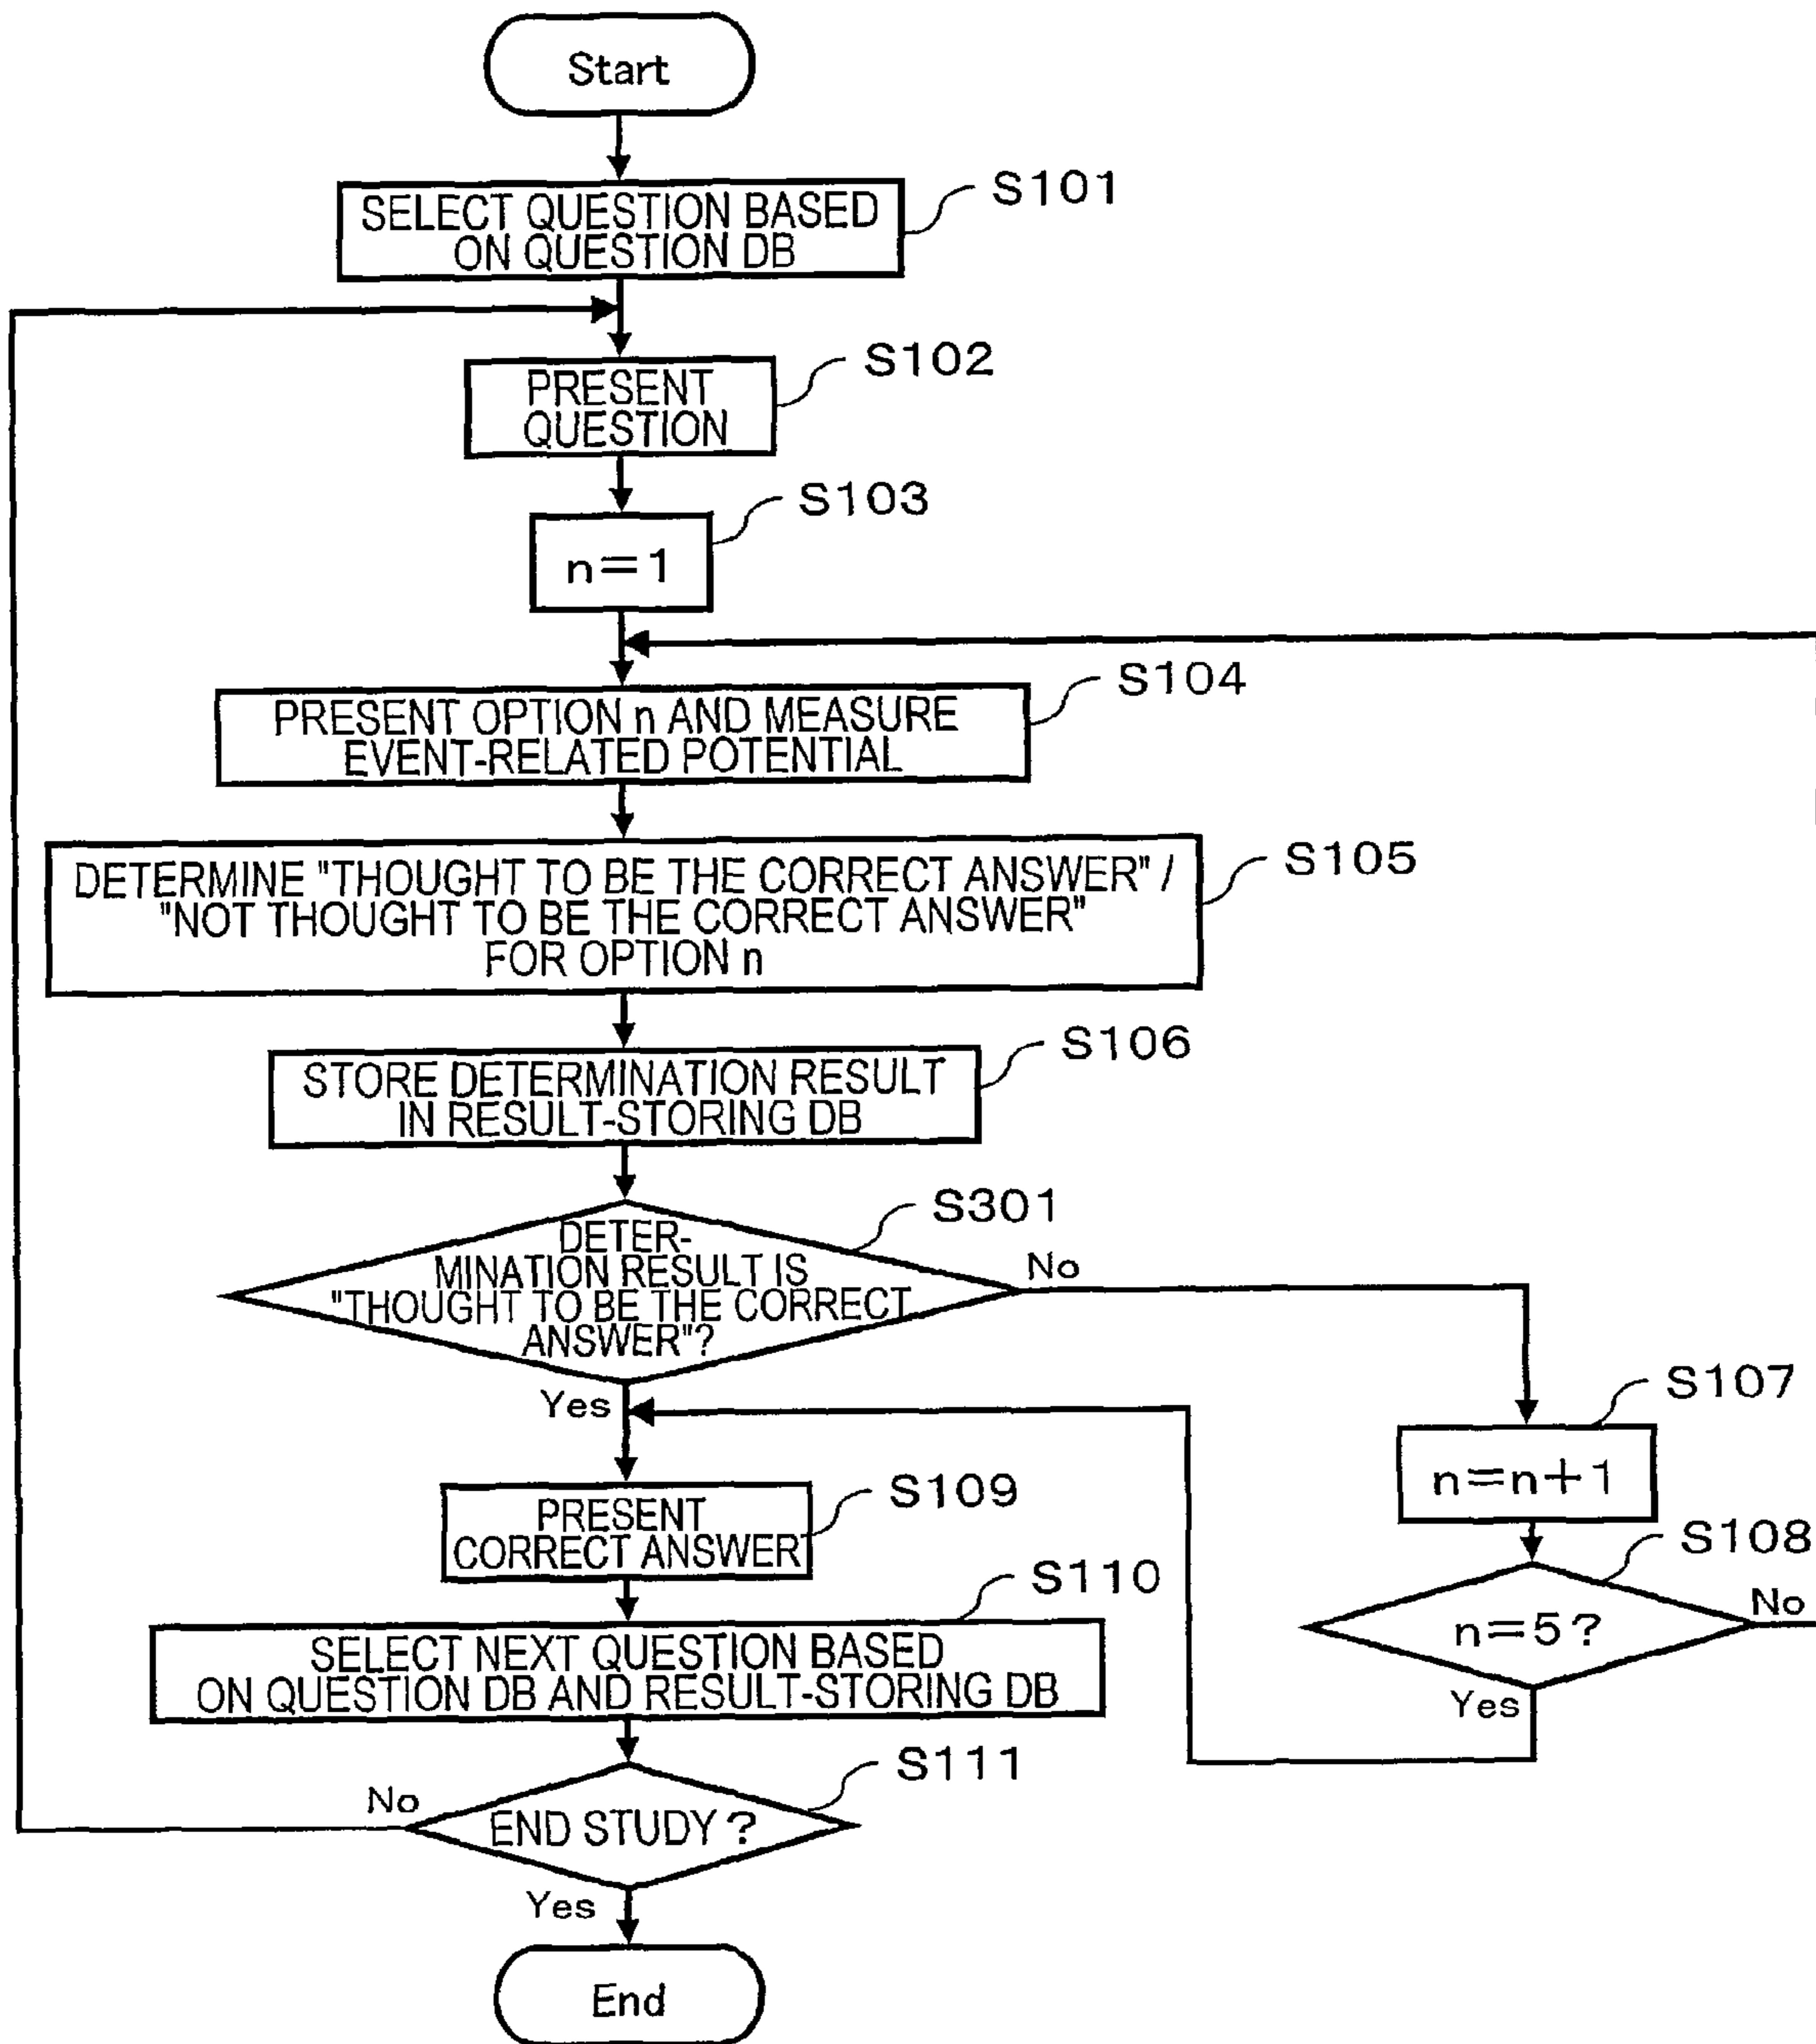 Start
S101
SELECT QUESTION BASED
ON QUESTION DB
S102
PRESENT
QUESTION
S103
n=1
S104
PRESENT OPTION n AND MEASURE
EVENT-RELATED POTENTIAL
S105
DETERMINE "THOUGHT TO BE THE CORRECT ANSWER" /
"NOT THOUGHT TO BE THE CORRECT ANSWER"
FOR OPTION n
S106
STORE DETERMINATION RESULT
IN RESULT-STORING DB
S301
DETER-
MINATION RESULT IS
"THOUGHT TO BE THE CORRECT
ANSWER"?
No
Yes
S107
n=n+1
S108
n=5?
No
Yes
S109
PRESENT
CORRECT ANSWER
S110
SELECT NEXT QUESTION BASED
ON QUESTION DB AND RESULT-STORING DB
S111
END STUDY?
No
Yes
End